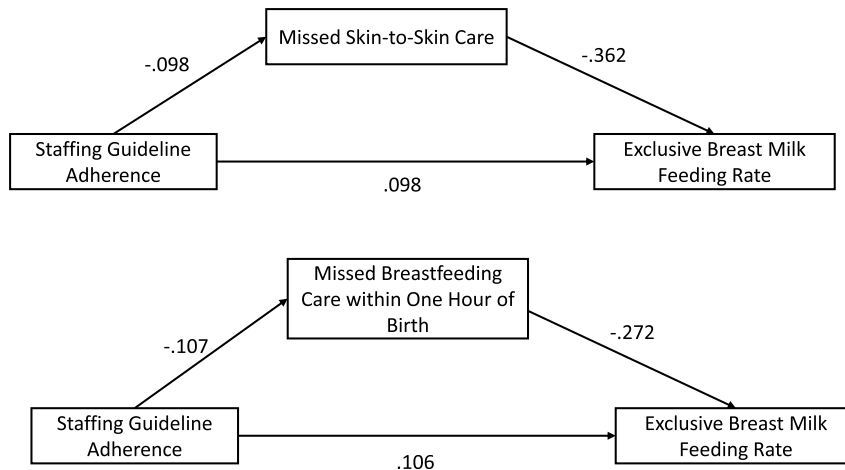 Missed Skin-to-Skin Care
-.098
-.362
Staffing Guideline
Adherence
Exclusive Breast Milk
Feeding Rate
.098
Missed Breastfeeding
Care within One Hour of
Birth
-.107
-.272
Staffing Guideline
Adherence
Exclusive Breast Milk
Feeding Rate
.106